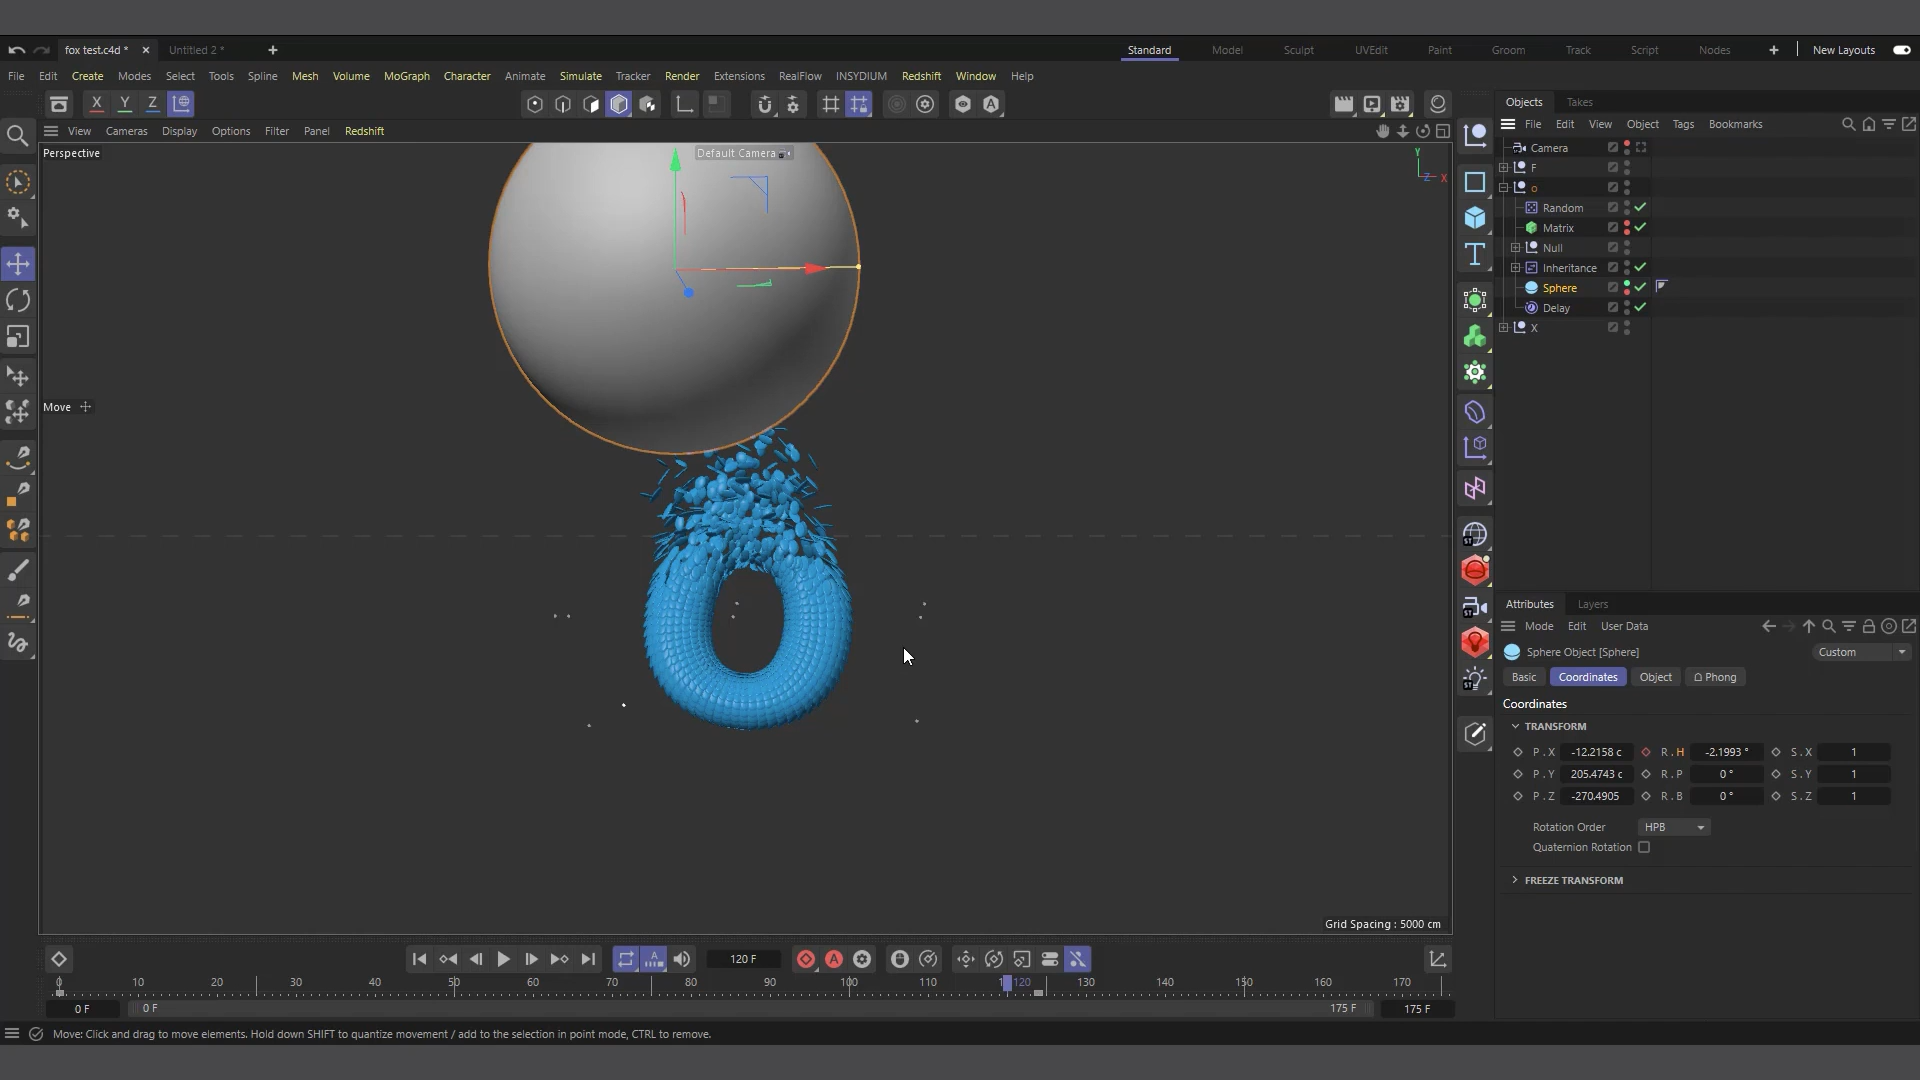 fox test.c4d * × Untitled 2 * + Standard Model Sculpt UVEdit Paint Groom Track Script Nodes + New Layouts
File Edit Create Modes Select Tools Spline Mesh Volume MoGraph Character Animate Simulate Tracker Render Extensions RealFlow INSYDIUM Redshift Window Help
X Y Z
Objects Takes
View Cameras Display Options Filter Panel Redshift
File Edit View Object Tags Bookmarks
Perspective
Default Camera
Y
Z X
Camera
F
o
Random
Matrix
Null
Inheritance
Sphere
Delay
X
Move
ST
ST
ST
Attributes Layers
Mode Edit User Data
Sphere Object [Sphere] Custom
Basic Coordinates Object Phong
Coordinates
TRANSFORM
P . X -12.2158 c R . H -2.1993 ° S . X 1
P . Y 205.4743 c R . P 0 ° S . Y 1
P . Z -270.4905 R . B 0 ° S . Z 1
Rotation Order HPB
Quaternion Rotation
FREEZE TRANSFORM
Grid Spacing : 5000 cm
120 F
0 10 20 30 40 50 60 70 80 90 100 110 120 130 140 150 160 170
0 F 0 F 175 F 175 F
Move: Click and drag to move elements. Hold down SHIFT to quantize movement / add to the selection in point mode, CTRL to remove.